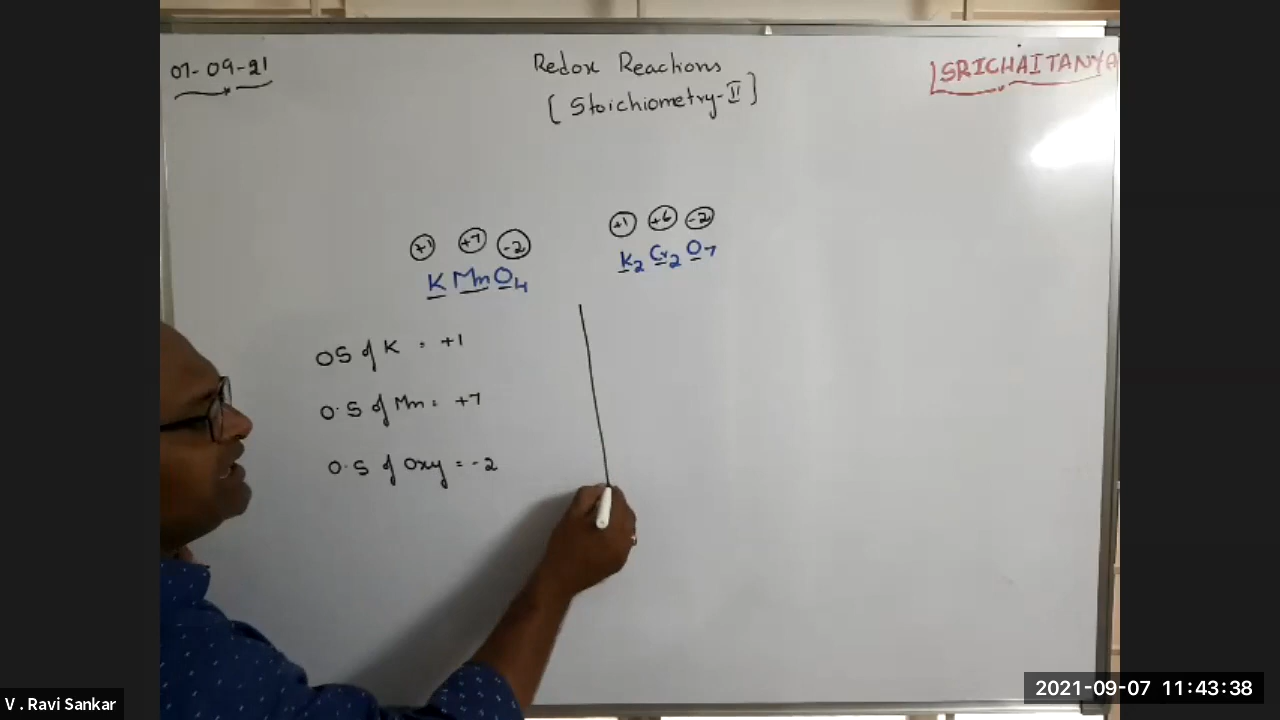 07-09-21
Redox Reactions
[Stoichiometry-II]
SRICHAITANYA
+1 +7 -2
KMnO4
+1 +6 -2
K2Cr2O7
OS of K = +1
O.S of Mn = +7
O.S of Oxy = -2
V . Ravi Sankar
2021-09-07 11:43:38